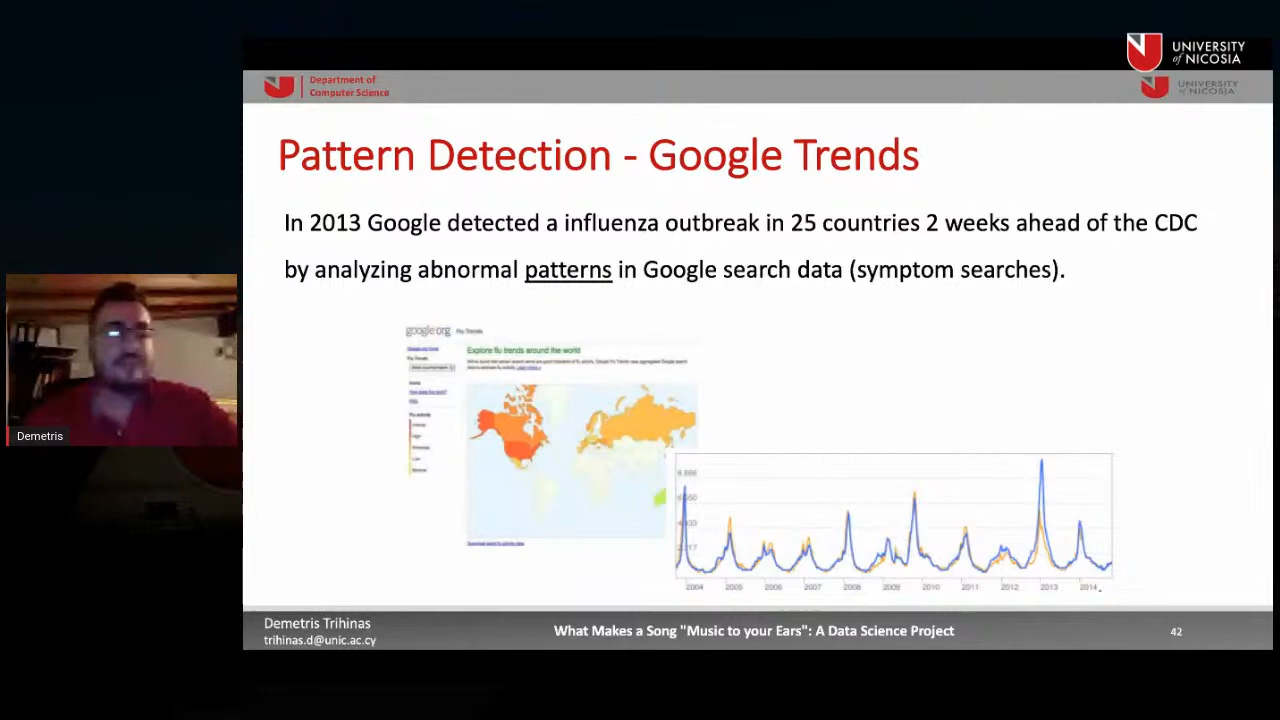 UNIVERSITY
of NICOSIA
Department of
Computer Science
UNIVERSITY
of NICOSIA
Pattern Detection - Google Trends
In 2013 Google detected a influenza outbreak in 25 countries 2 weeks ahead of the CDC
by analyzing abnormal patterns in Google search data (symptom searches).
google.org Flu Trends
Explore flu trends around the world
Demetris
2004 2005 2006 2007 2008 2009 2010 2011 2012 2013 2014
Demetris Trihinas
trihinas.d@unic.ac.cy
What Makes a Song "Music to your Ears": A Data Science Project
42